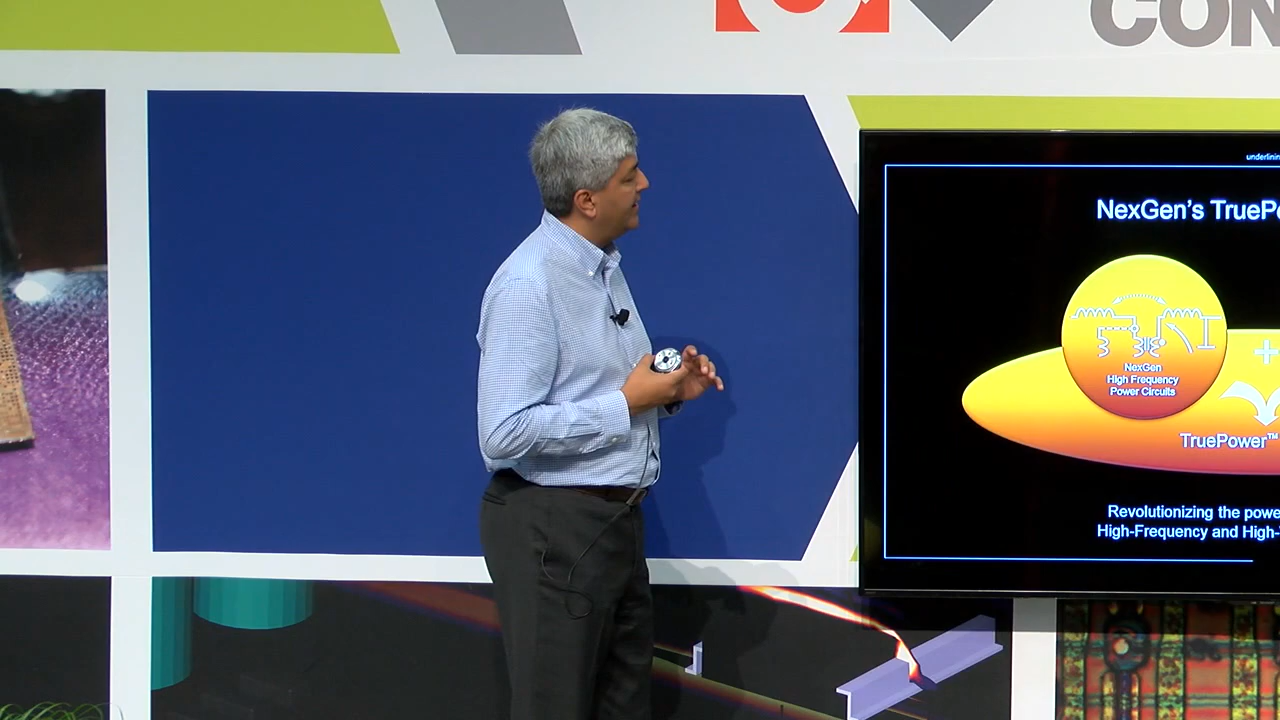 CON
underlinin
NexGen's TruePo
NexGen
High Frequency
Power Circuits
+
TruePower™
Revolutionizing the powe
High-Frequency and High-